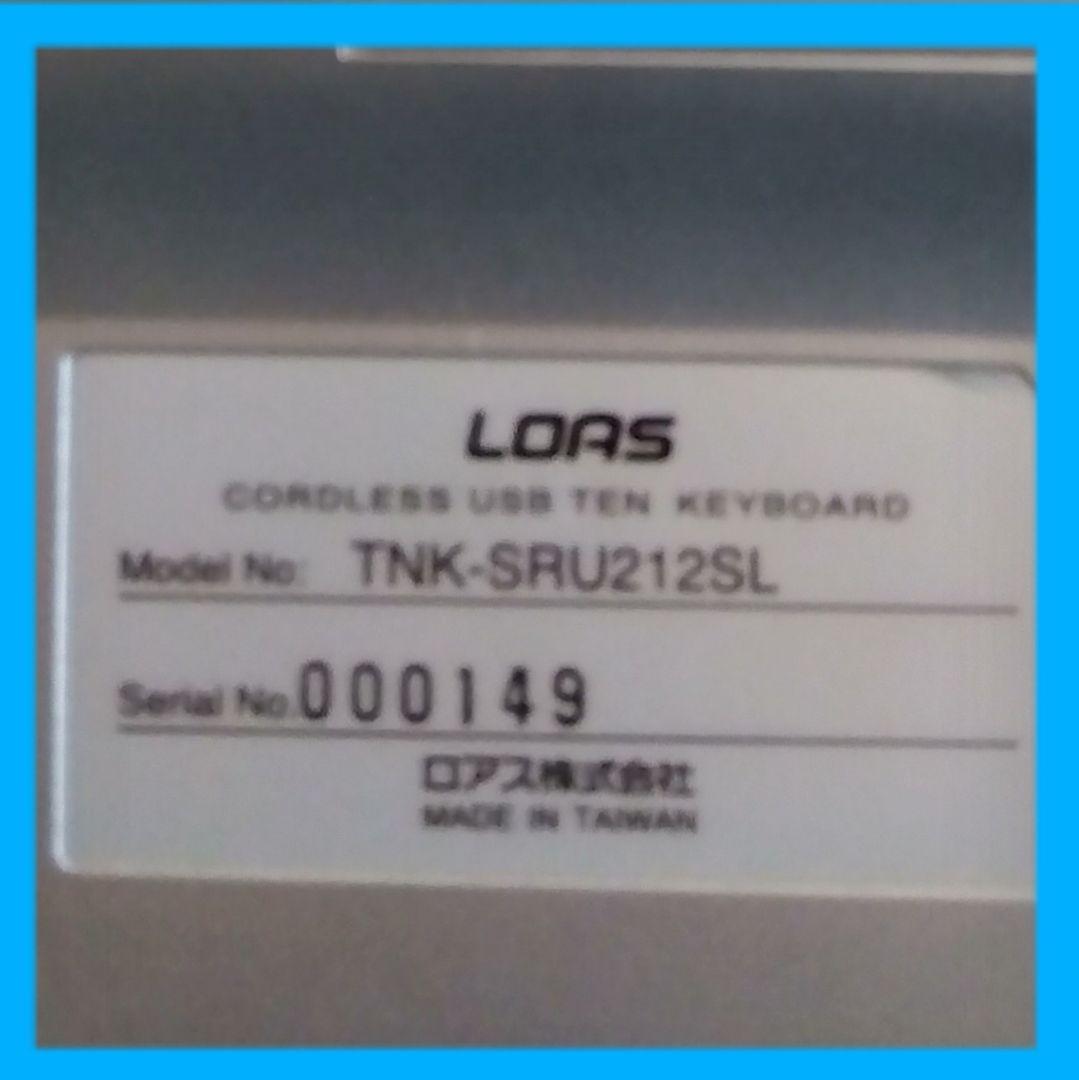 LOAS
CORDLESS USB TEN KEYBOARD
Model No: TNK-SRU212SL
Serial No. 000149
ロアス株式会社
MADE IN TAIWAN